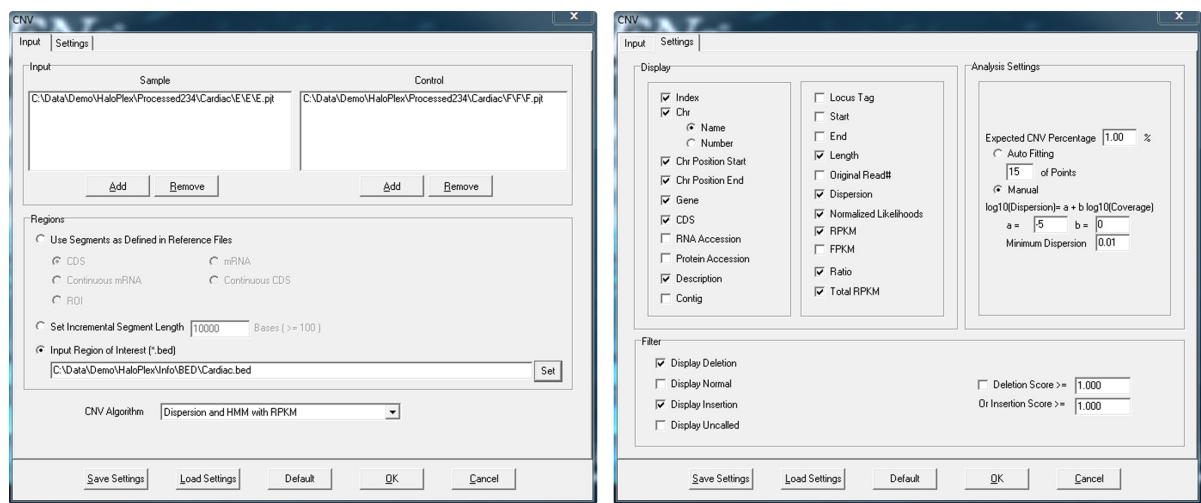 CNV
Input Settings
Input
Sample Control
C:\Data\Demo\HaloPlex\Processed234\Cardiac\E\E\E.pjt C:\Data\Demo\HaloPlex\Processed234\Cardiac\F\F\F.pjt
Add Remove Add Remove
Regions
Use Segments as Defined in Reference Files
CDS mRNA
Continuous mRNA Continuous CDS
ROI
Set Incremental Segment Length 10000 Bases ( >= 100 )
Input Region of Interest (*.bed)
C:\Data\Demo\HaloPlex\Info\BED\Cardiac.bed Set
CNV Algorithm Dispersion and HMM with RPKM
Save Settings Load Settings Default OK Cancel
CNV
Input Settings
Display
Index
Chr
Name
Number
Chr Position Start
Chr Position End
Gene
CDS
RNA Accession
Protein Accession
Description
Contig
Locus Tag
Start
End
Length
Original Read#
Dispersion
Normalized Likelihoods
RPKM
FPKM
Ratio
Total RPKM
Analysis Settings
Expected CNV Percentage 1.00 %
Auto Fitting
15 of Points
Manual
log10(Dispersion)= a + b log10(Coverage)
a = -5 b = 0
Minimum Dispersion 0.01
Filter
Display Deletion
Display Normal
Display Insertion
Display Uncalled
Deletion Score >= 1.000
Or Insertion Score >= 1.000
Save Settings Load Settings Default OK Cancel